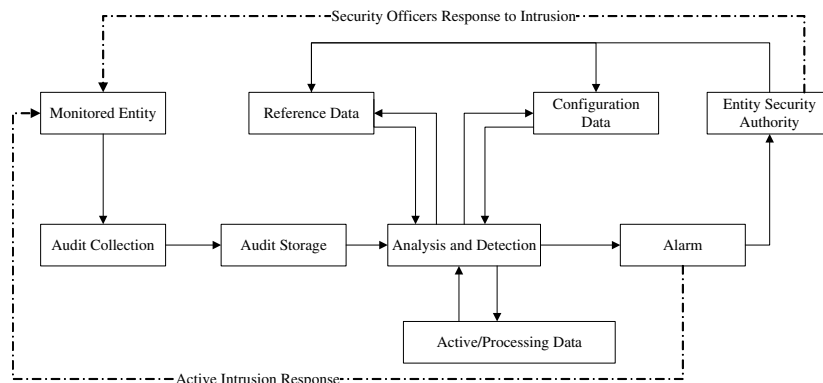 Security Officers Response to Intrusion
Monitored Entity
Reference Data
Configuration
Data
Entity Security
Authority
Audit Collection
Audit Storage
Analysis and Detection
Alarm
Active/Processing Data
Active Intrusion Response